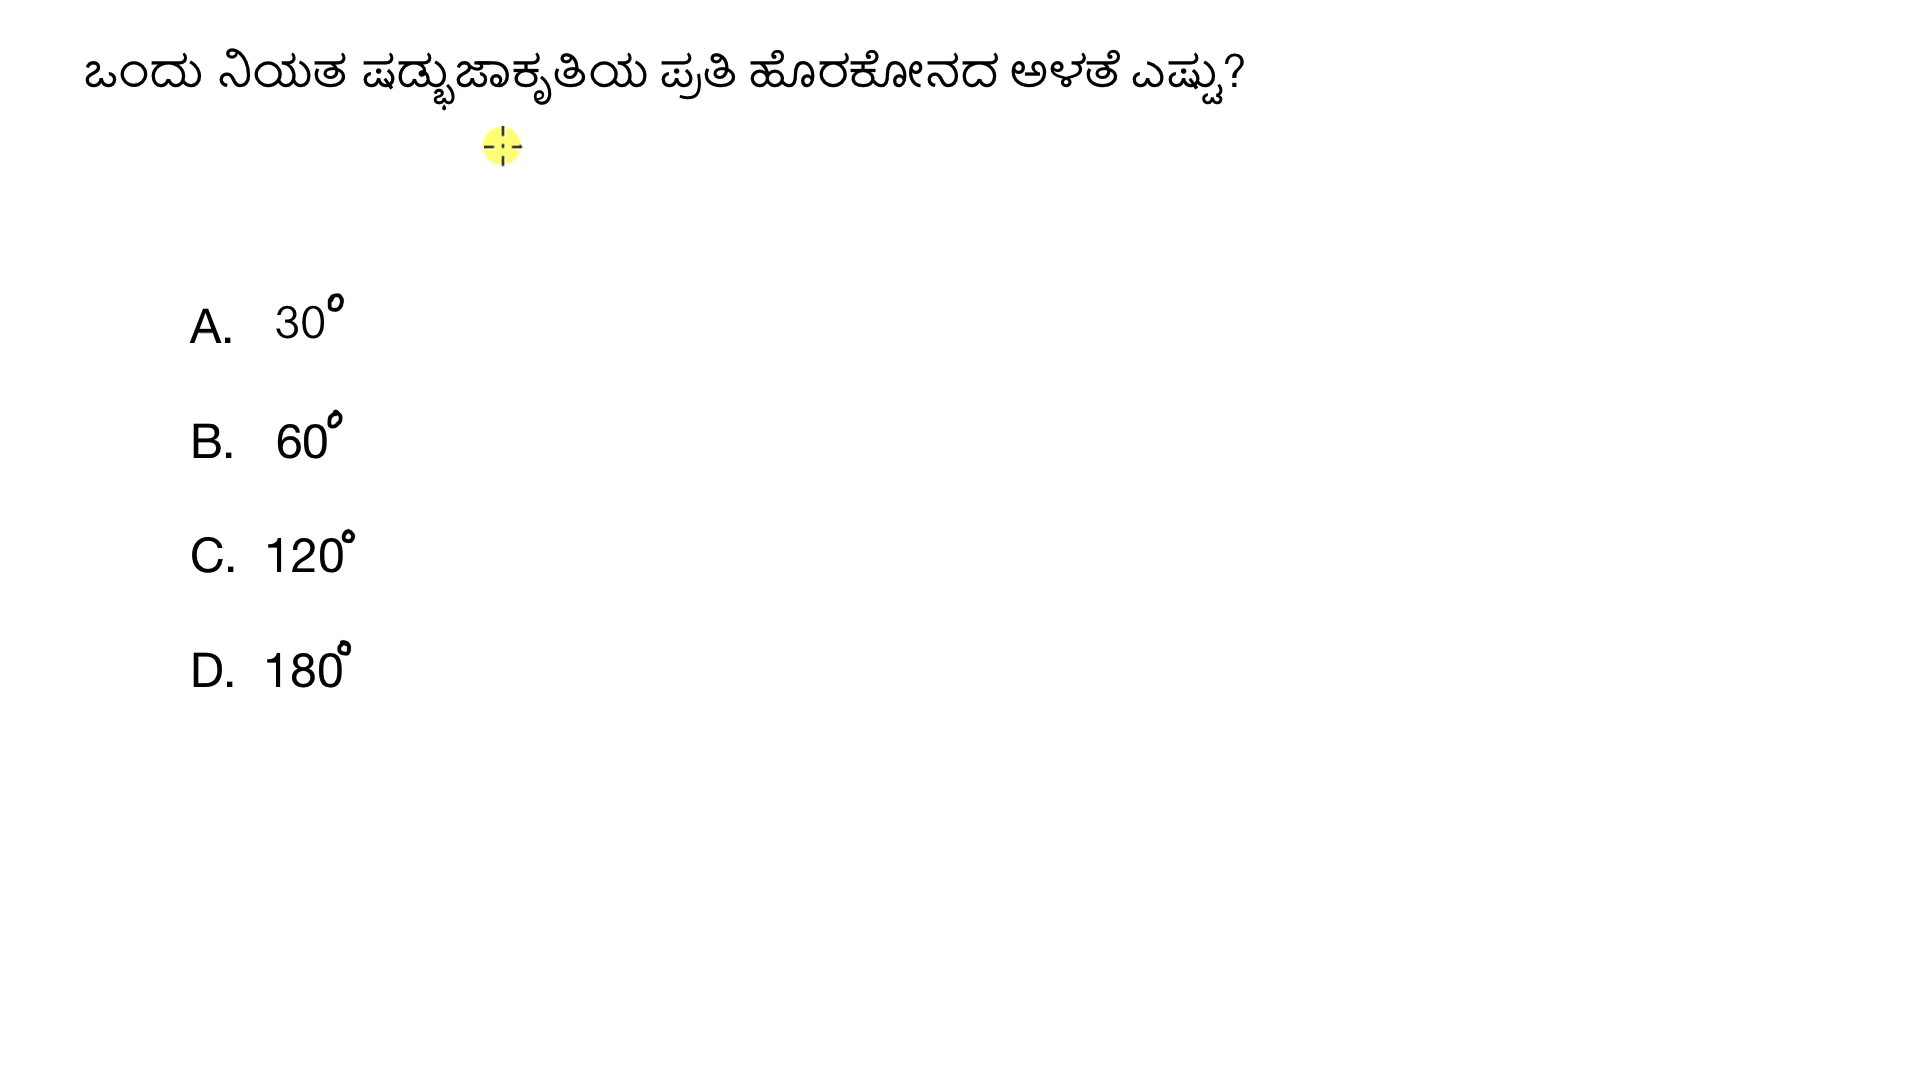 ಒಂದು ನಿಯತ ಷಡ್ಭುಜಾಕೃತಿಯ ಪ್ರತಿ ಹೊರಕೋನದ ಅಳತೆ ಎಷ್ಟು?
A. 30°
B. 60°
C. 120°
D. 180°